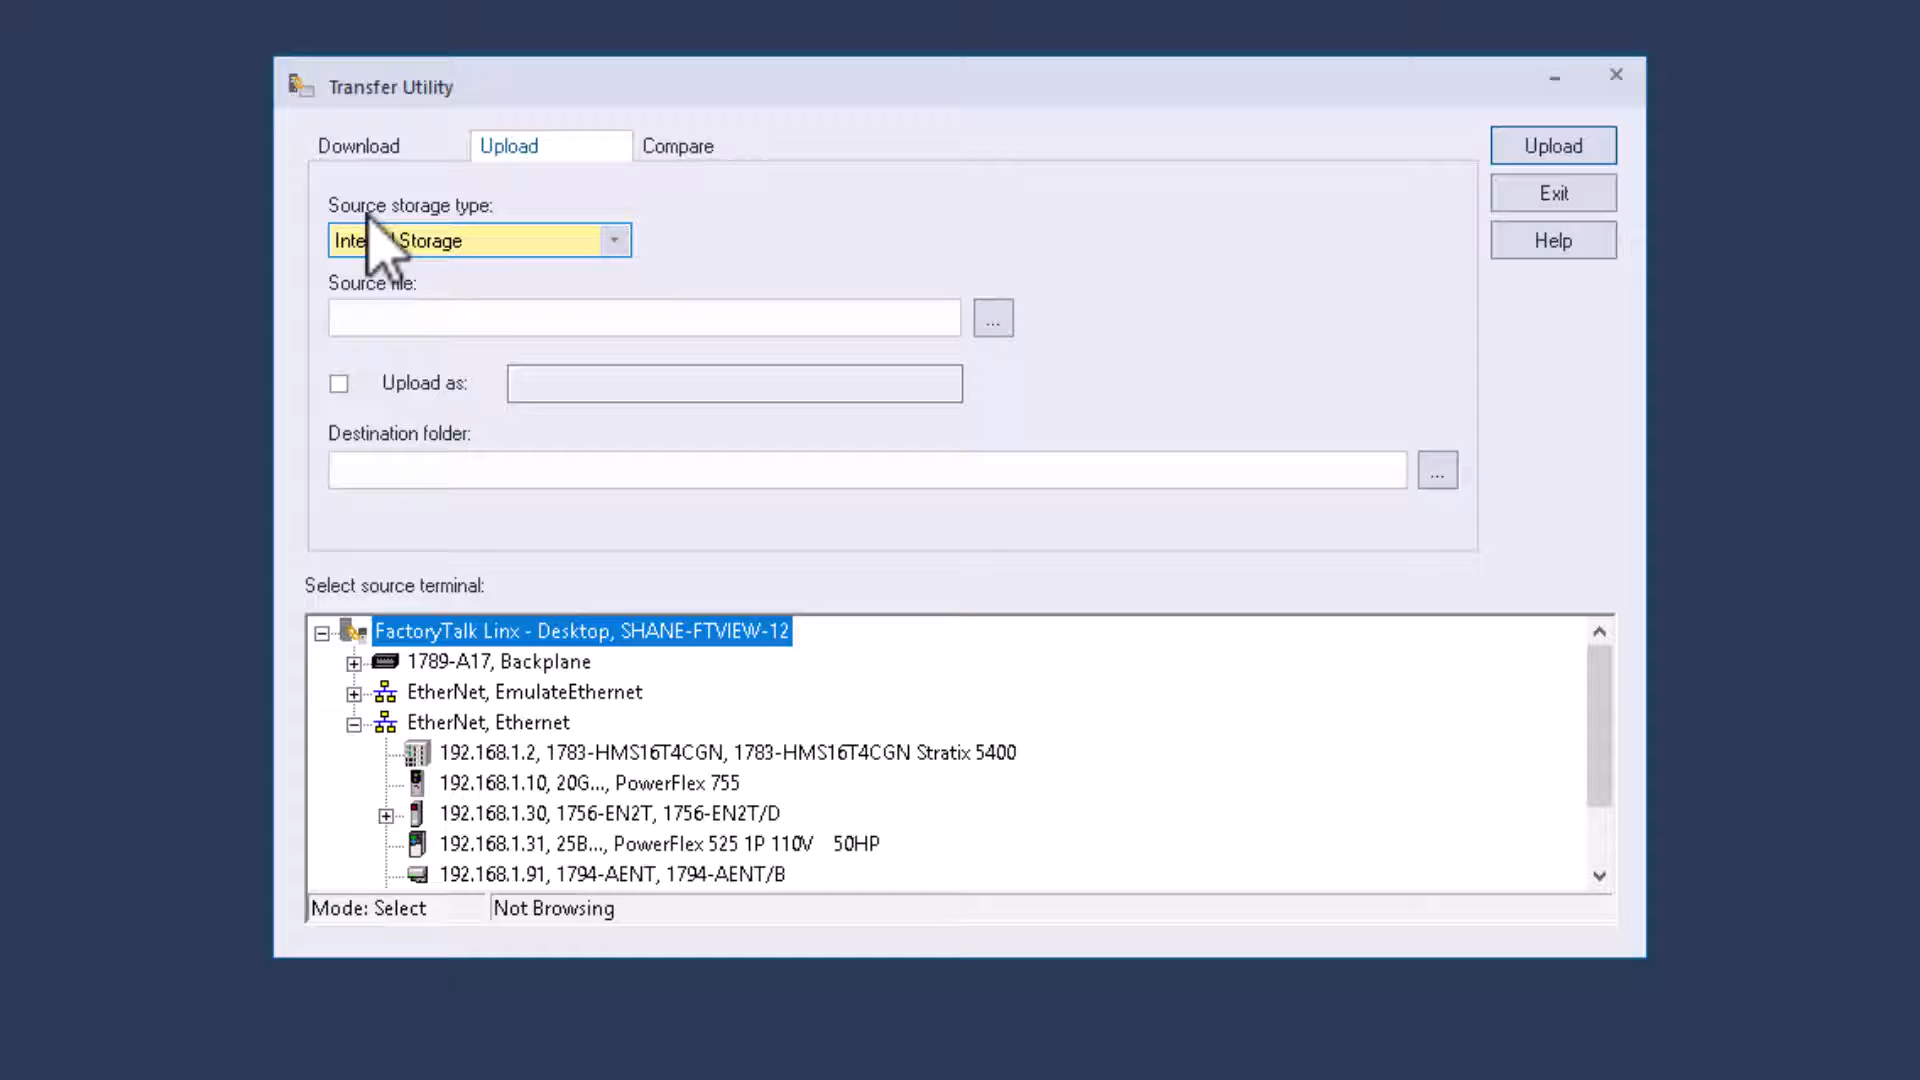 Transfer Utility
Download
Upload
Compare
Upload
Exit
Help
Source storage type:
Storage
Source
...
Upload as:
Destination folder:
...
Select source terminal:
FactoryTalk Linx - Desktop, SHANE-FTVIEW-12
1789-A17, Backplane
EtherNet, EmulateEthernet
EtherNet, Ethernet
192.168.1.2, 1783-HMS16T4CGN, 1783-HMS16T4CGN Stratix 5400
192.168.1.10, 20G..., PowerFlex 755
192.168.1.30, 1756-EN2T, 1756-EN2T/D
192.168.1.31, 25B..., PowerFlex 525 1P 110V 50HP
192.168.1.91, 1794-AENT, 1794-AENT/B
Mode: Select
Not Browsing